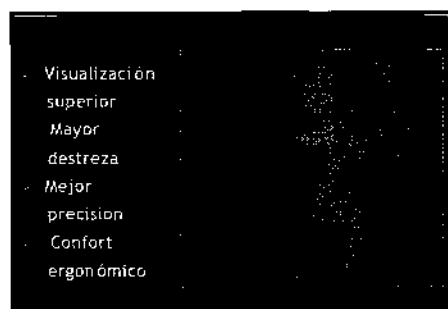 - Visualización
superior
- Mayor
destreza
- Mejor
precision
- Confort
ergonómico